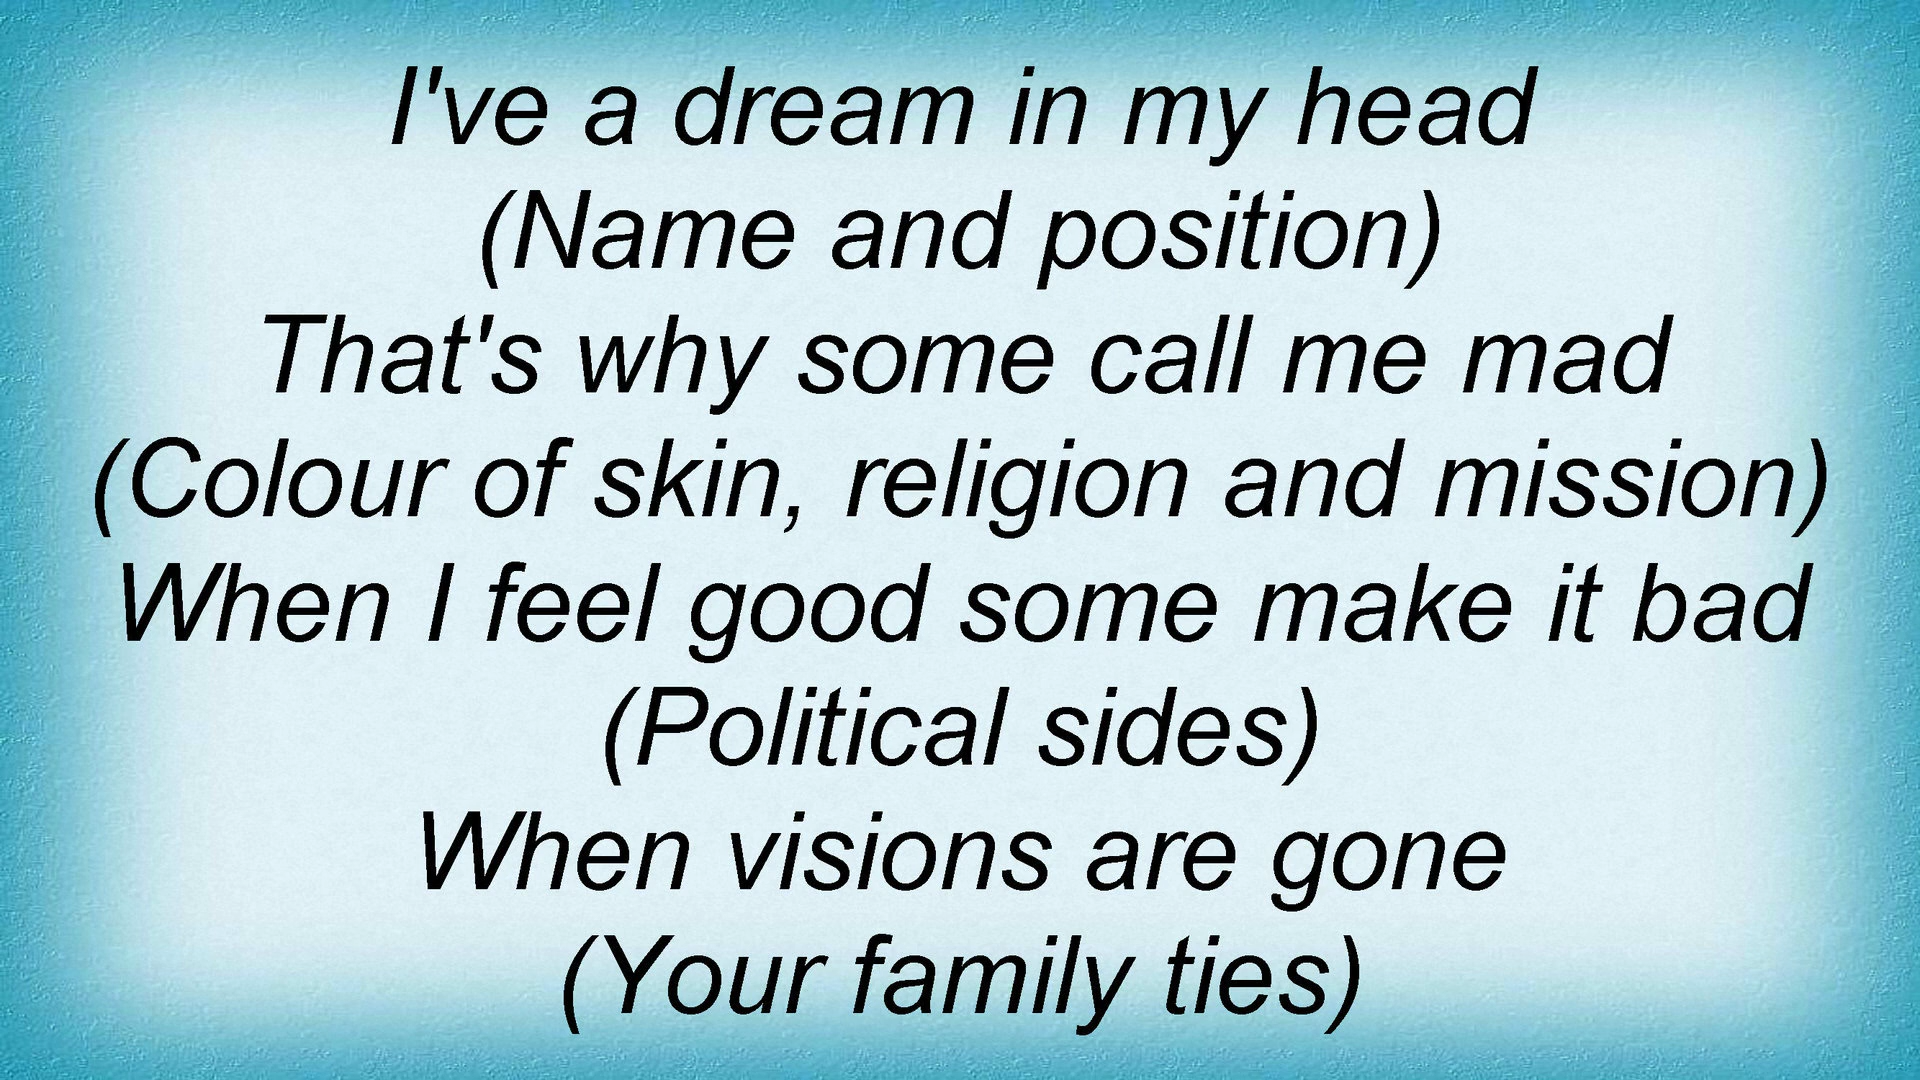 I've a dream in my head
(Name and position)
That's why some call me mad
(Colour of skin, religion and mission)
When I feel good some make it bad
(Political sides)
When visions are gone
(Your family ties)